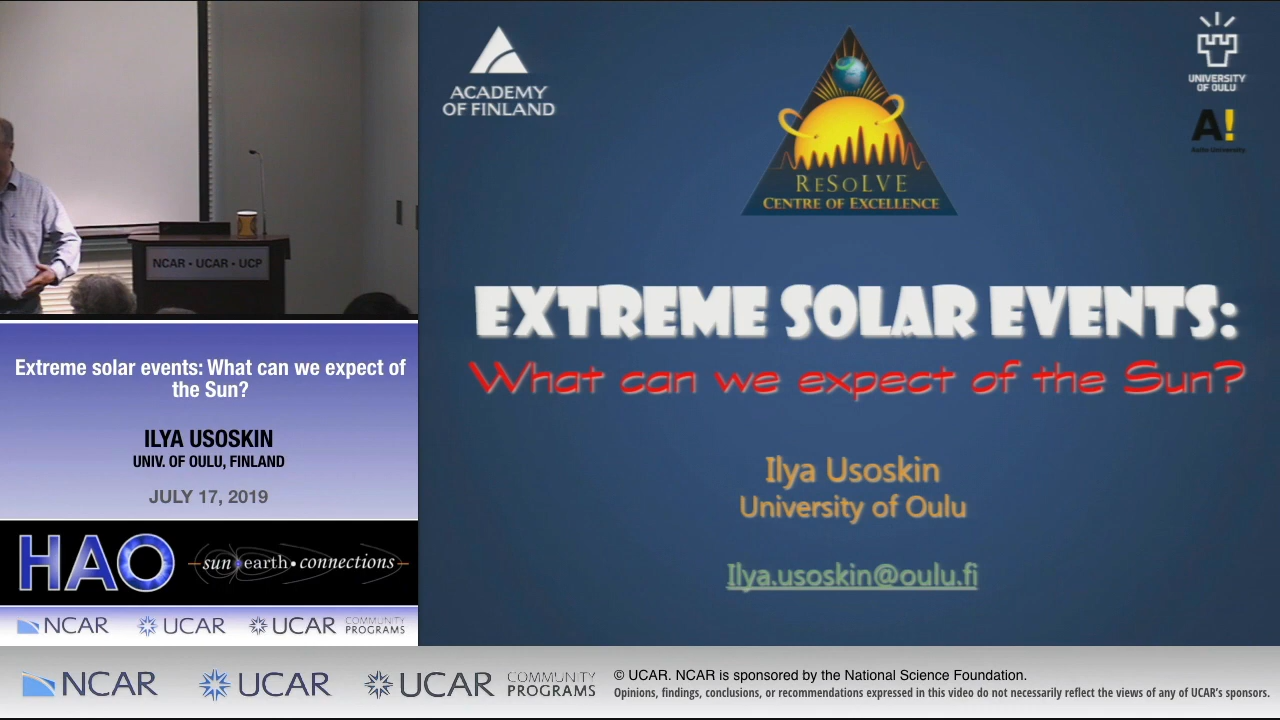 NCAR • UCAR • UCP
Extreme solar events: What can we expect of
the Sun?
ILYA USOSKIN
UNIV. OF OULU, FINLAND
JULY 17, 2019
HAO
sun earth • connections
NCAR
UCAR
UCAR
COMMUNITY
PROGRAMS
ACADEMY
OF FINLAND
RESOLVE
CENTRE OF EXCELLENCE
UNIVERSITY
OF OULU
A!
Aalto University
EXTREME SOLAR EVENTS:
What can we expect of the Sun?
Ilya Usoskin
University of Oulu
Ilya.usoskin@oulu.fi
NCAR
UCAR
UCAR
COMMUNITY
PROGRAMS
© UCAR. NCAR is sponsored by the National Science Foundation.
Opinions, findings, conclusions, or recommendations expressed in this video do not necessarily reflect the views of any of UCAR's sponsors.